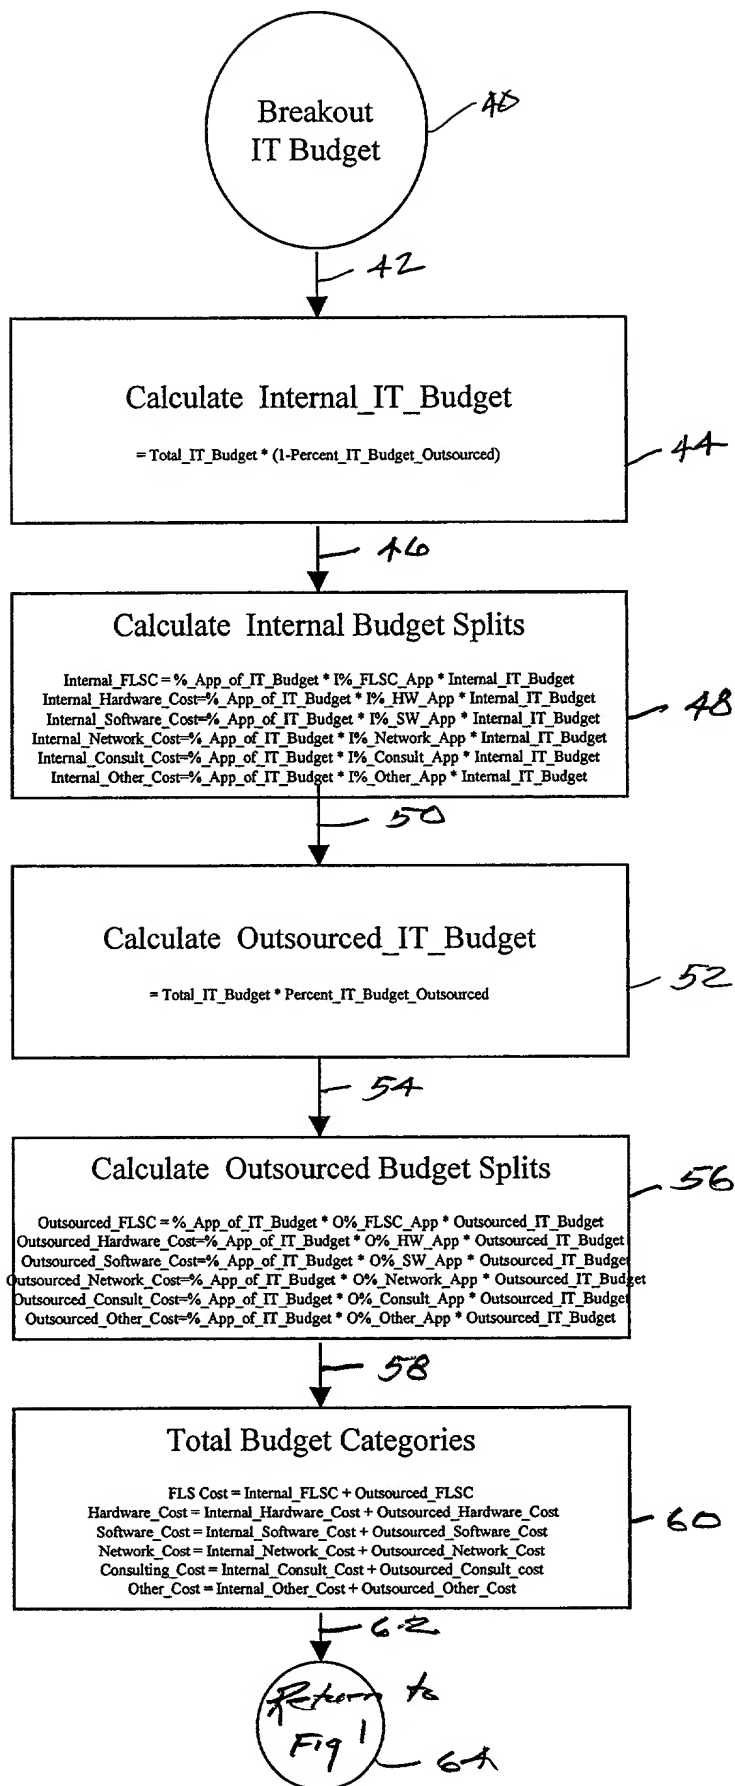 Breakout
IT Budget
40
42
Calculate Internal_IT_Budget
= Total_IT_Budget * (1-Percent_IT_Budget_Outsourced)
44
46
Calculate Internal Budget Splits
Internal_FLSC = %_App_of_IT_Budget * I%_FLSC_App * Internal_IT_Budget
Internal_Hardware_Cost=%_App_of_IT_Budget * I%_HW_App * Internal_IT_Budget
Internal_Software_Cost=%_App_of_IT_Budget * I%_SW_App * Internal_IT_Budget
Internal_Network_Cost=%_App_of_IT_Budget * I%_Network_App * Internal_IT_Budget
Internal_Consult_Cost=%_App_of_IT_Budget * I%_Consult_App * Internal_IT_Budget
Internal_Other_Cost=%_App_of_IT_Budget * I%_Other_App * Internal_IT_Budget
48
50
Calculate Outsourced_IT_Budget
= Total_IT_Budget * Percent_IT_Budget_Outsourced
52
54
Calculate Outsourced Budget Splits
56
Outsourced_FLSC = %_App_of_IT_Budget * O%_FLSC_App * Outsourced_IT_Budget
Outsourced_Hardware_Cost=%_App_of_IT_Budget * O%_HW_App * Outsourced_IT_Budget
Outsourced_Software_Cost=%_App_of_IT_Budget * O%_SW_App * Outsourced_IT_Budget
Outsourced_Network_Cost=%_App_of_IT_Budget * O%_Network_App * Outsourced_IT_Budget
Outsourced_Consult_Cost=%_App_of_IT_Budget * O%_Consult_App * Outsourced_IT_Budget
Outsourced_Other_Cost=%_App_of_IT_Budget * O%_Other_App * Outsourced_IT_Budget
58
Total Budget Categories
FLS Cost = Internal_FLSC + Outsourced_FLSC
Hardware_Cost = Internal_Hardware_Cost + Outsourced_Hardware_Cost
Software_Cost = Internal_Software_Cost + Outsourced_Software_Cost
Network_Cost = Internal_Network_Cost + Outsourced_Network_Cost
Consulting_Cost = Internal_Consult_Cost + Outsourced_Consult_cost
Other_Cost = Internal_Other_Cost + Outsourced_Other_Cost
60
62
Return to
Fig 1
64